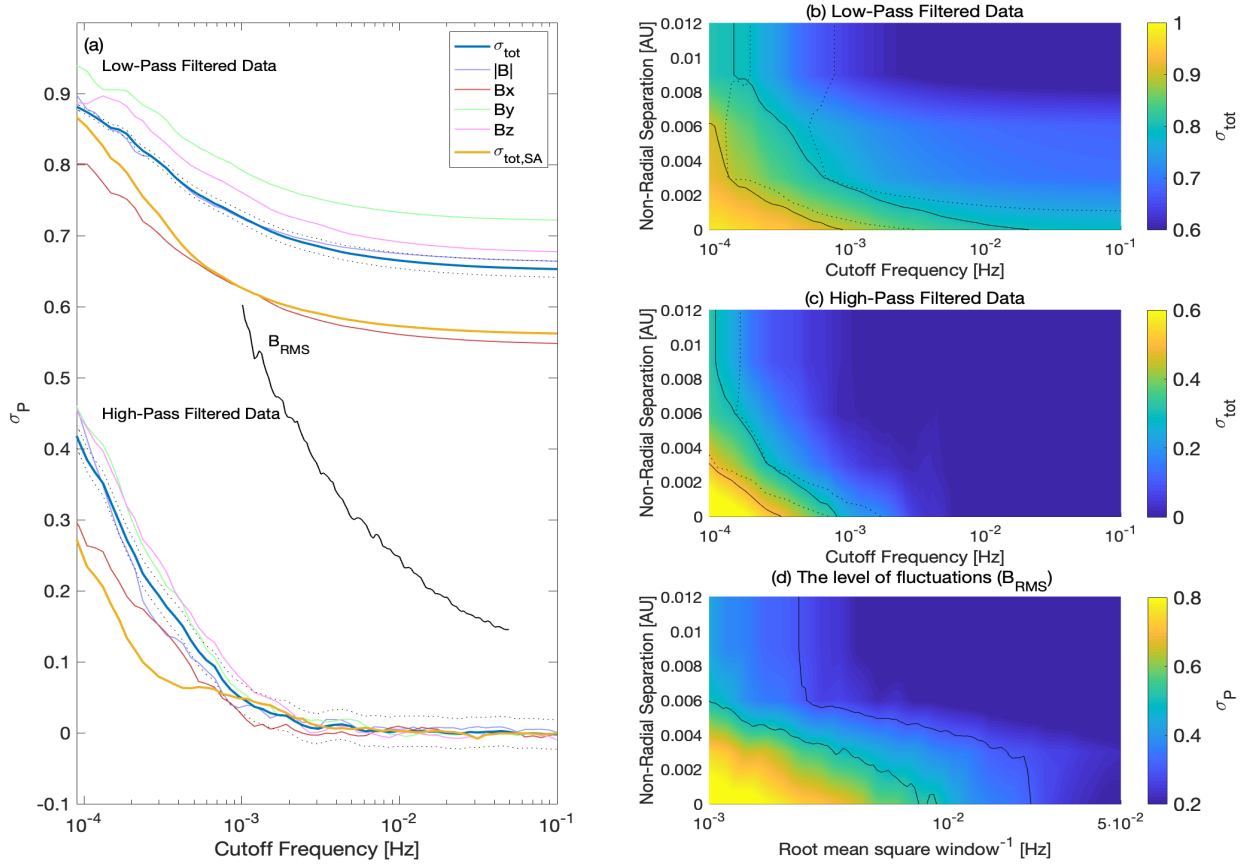 (a)
Low-Pass Filtered Data
σtot
|B|
Bx
By
Bz
σtot,SA
BRMS
High-Pass Filtered Data
0.9
0.8
0.7
0.6
0.5
0.4
0.3
0.2
0.1
0
-0.1
σP
10-4
10-3
10-2
10-1
Cutoff Frequency [Hz]
(b) Low-Pass Filtered Data
0.012
0.01
0.008
0.006
0.004
0.002
0
Non-Radial Separation [AU]
10-4
10-3
10-2
10-1
Cutoff Frequency [Hz]
1
0.9
0.8
0.7
0.6
σtot
(c) High-Pass Filtered Data
0.012
0.01
0.008
0.006
0.004
0.002
0
Non-Radial Separation [AU]
10-4
10-3
10-2
10-1
Cutoff Frequency [Hz]
0.6
0.4
0.2
0
σtot
(d) The level of fluctuations (BRMS)
0.012
0.01
0.008
0.006
0.004
0.002
0
Non-Radial Separation [AU]
10-3
10-2
5·10-2
Root mean square window-1 [Hz]
0.8
0.6
0.4
0.2
σP